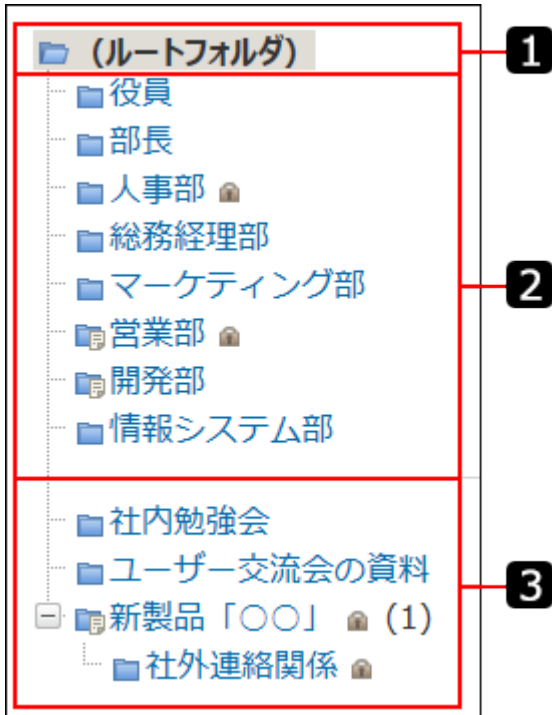 (ルートフォルダ)
1
役員
部長
人事部
総務経理部
マーケティング部
2
営業部
開発部
情報システム部
社内勉強会
ユーザー交流会の資料
3
新製品「○○」 (1)
社外連絡関係